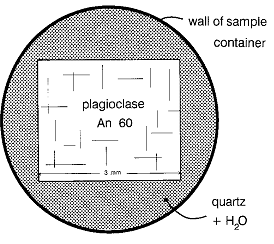 wall of sample
container
plagioclase
An 60
3 mm
quartz
+ H2O